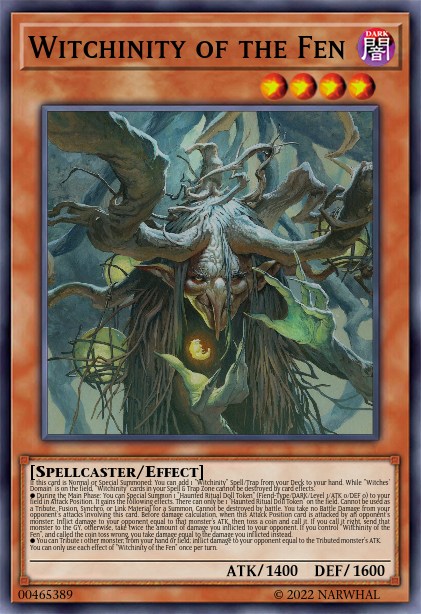 WITCHINITY OF THE FEN
DARK
闇
[SPELLCASTER/EFFECT]
If this card is Normal or Special Summoned: You can add 1 "Witchinity" Spell/Trap from your Deck to your hand. While "Witches'
Domain" is on the field, "Witchinity" cards in your Spell & Trap Zone cannot be destroyed by card effects.
● During the Main Phase: You can Special Summon 1 "Haunted Ritual Doll Token" (Fiend-Type/DARK/Level 3/ATK 0/DEF 0) to your
field in Attack Position. It gains the following effects. There can only be 1 "Haunted Ritual Doll Token" on the field. Cannot be used as
a Tribute, Fusion, Synchro, or Link Material for a Summon. Cannot be destroyed by battle. You take no Battle Damage from your
opponent's attacks involving this card. Before damage calculation, when this Attack Position card is attacked by an opponent's
monster: Inflict damage to your opponent equal to that monster's ATK, then toss a coin and call it. If you call it right, send that
monster to the GY, otherwise, take twice the amount of damage you inflicted to your opponent. If you control "Witchinity of the
Fen", and called the coin toss wrong, you take damage equal to the damage you inflicted instead.
● You can Tribute 1 other monster, from your hand or field: inflict damage to your opponent equal to the Tributed monster's ATK.
You can only use each effect of "Witchinity of the Fen" once per turn.
ATK/1400 DEF/1600
00465389 © 2022 NARWHAL